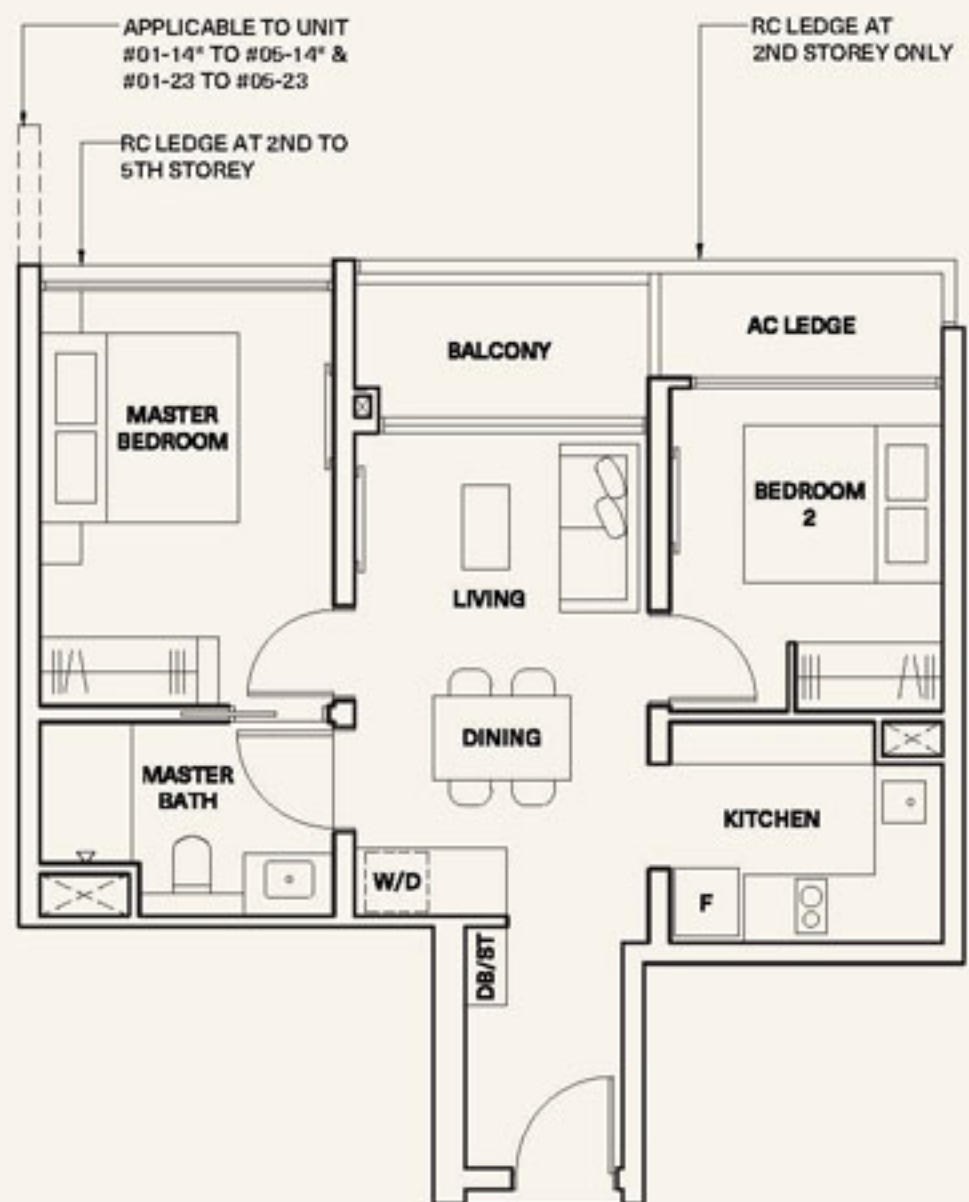 APPLICABLE TO UNIT
#01-14* TO #05-14* &
#01-23 TO #05-23
RC LEDGE AT
2ND STOREY ONLY
RC LEDGE AT 2ND TO
5TH STOREY
BALCONY
AC LEDGE
MASTER
BEDROOM
BEDROOM
2
LIVING
DINING
MASTER
BATH
KITCHEN
W/D
F
DB/ST